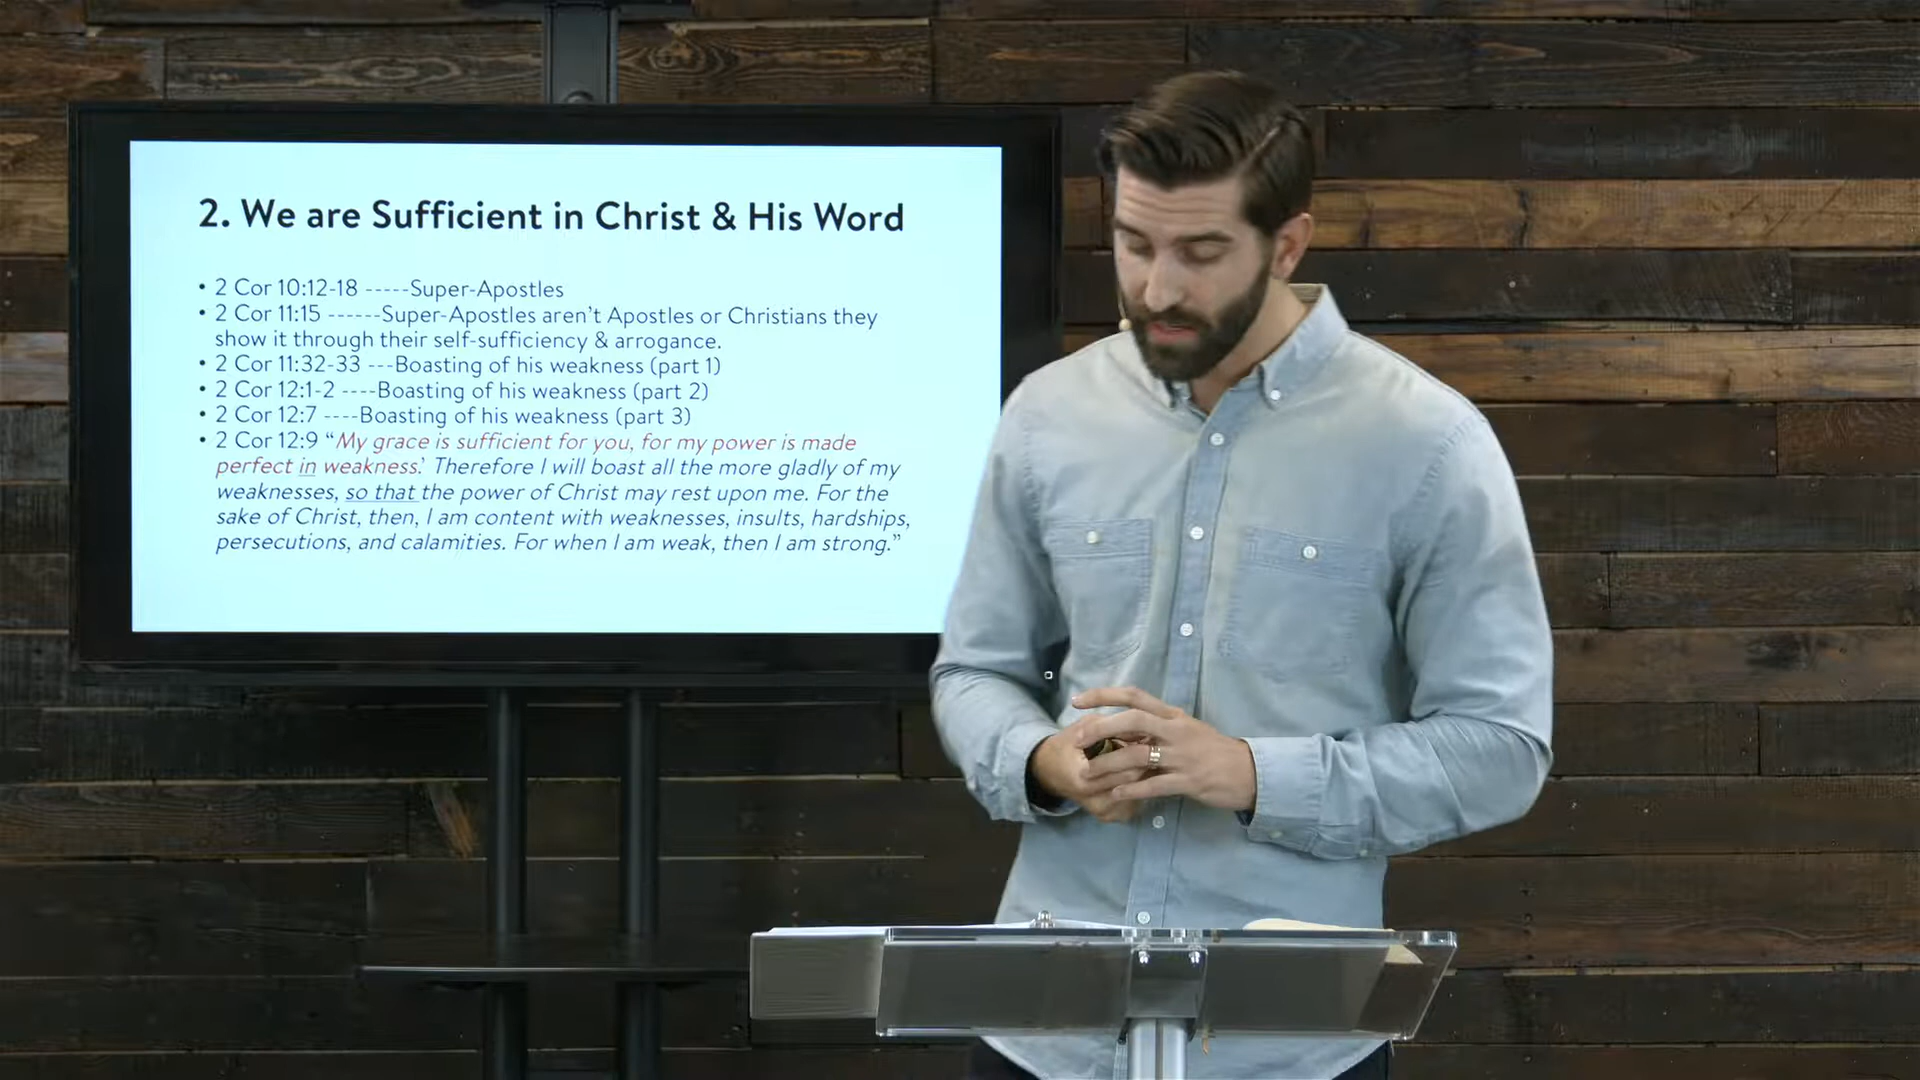 2. We are Sufficient in Christ & His Word
• 2 Cor 10:12-18 -----Super-Apostles
• 2 Cor 11:15 ------Super-Apostles aren't Apostles or Christians they
show it through their self-sufficiency & arrogance.
• 2 Cor 11:32-33 ---Boasting of his weakness (part 1)
• 2 Cor 12:1-2 ----Boasting of his weakness (part 2)
• 2 Cor 12:7 ----Boasting of his weakness (part 3)
• 2 Cor 12:9 “My grace is sufficient for you, for my power is made
perfect in weakness.’ Therefore I will boast all the more gladly of my
weaknesses, so that the power of Christ may rest upon me. For the
sake of Christ, then, I am content with weaknesses, insults, hardships,
persecutions, and calamities. For when I am weak, then I am strong.”